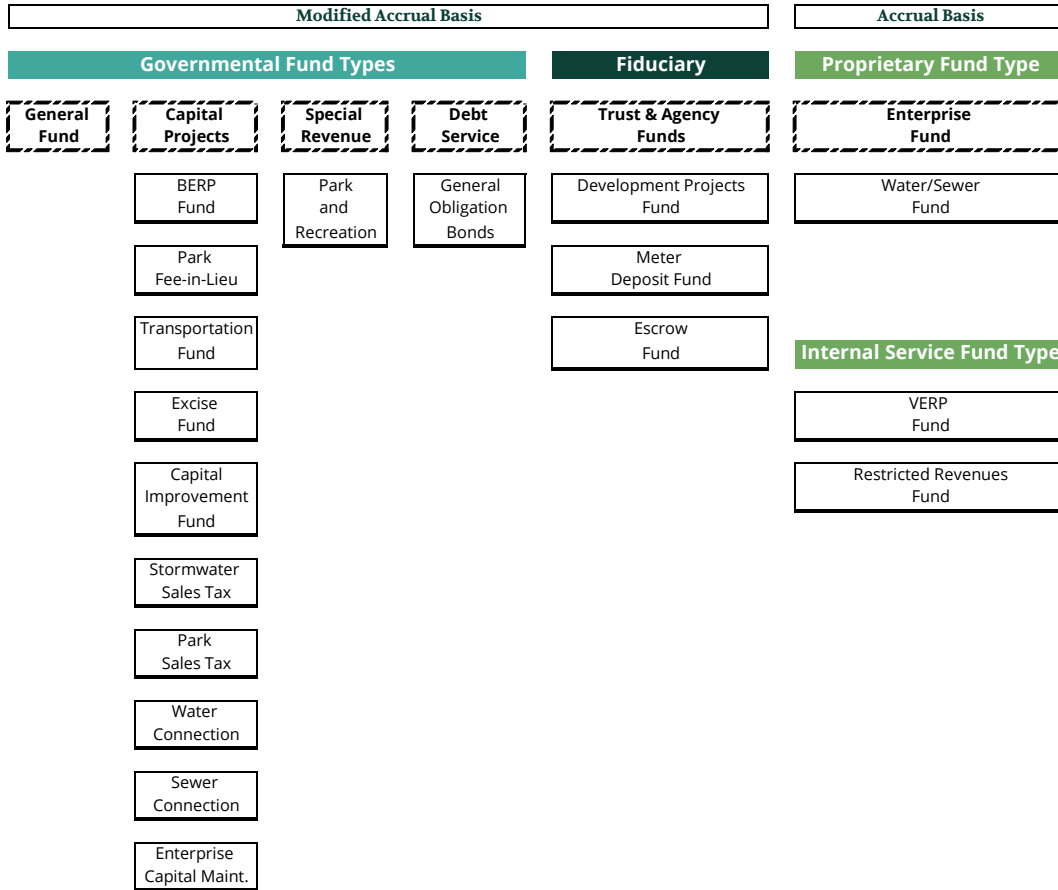 Modified Accrual Basis
Accrual Basis
Governmental Fund Types
Fiduciary
Proprietary Fund Type
General
Fund
Capital
Projects
Special
Revenue
Debt
Service
Trust & Agency
Funds
Enterprise
Fund
BERP
Fund
Park
and
Recreation
General
Obligation
Bonds
Development Projects
Fund
Water/Sewer
Fund
Park
Fee-in-Lieu
Meter
Deposit Fund
Transportation
Fund
Escrow
Fund
Internal Service Fund Type
Excise
Fund
VERP
Fund
Capital
Improvement
Fund
Restricted Revenues
Fund
Stormwater
Sales Tax
Park
Sales Tax
Water
Connection
Sewer
Connection
Enterprise
Capital Maint.